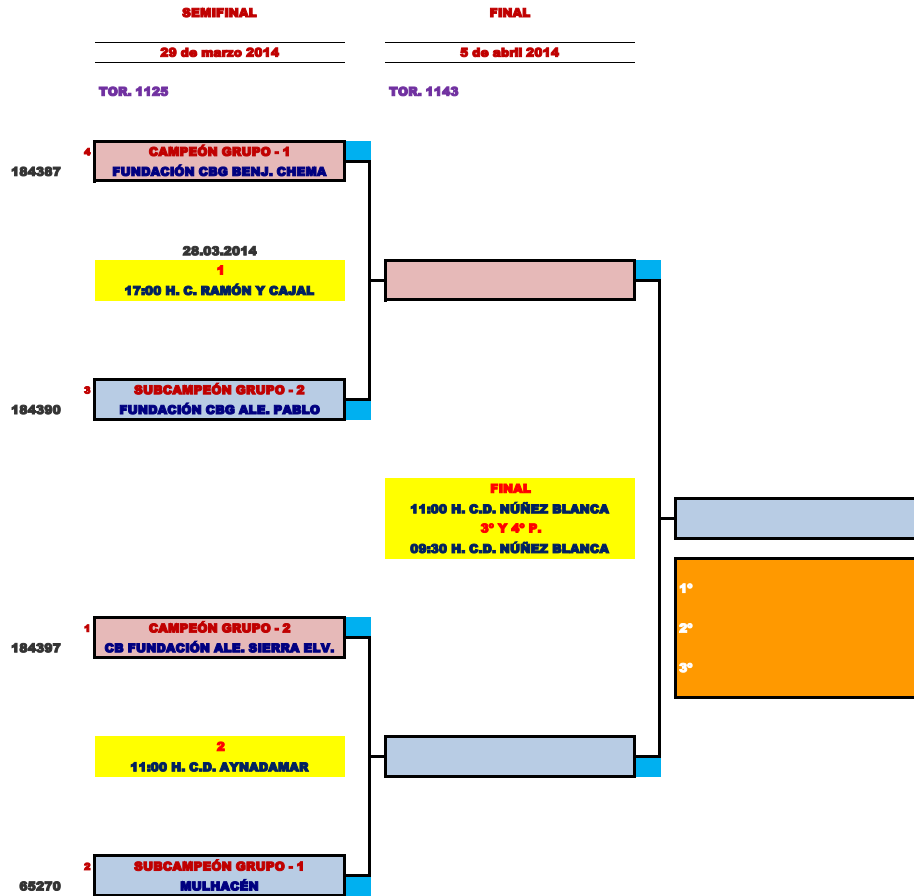 SEMIFINAL
FINAL
29 de marzo 2014
5 de abril 2014
TOR. 1125
TOR. 1143
4
CAMPEÓN GRUPO - 1
184387
FUNDACIÓN CBG BENJ. CHEMA
28.03.2014
1
17:00 H. C. RAMÓN Y CAJAL
3
SUBCAMPEÓN GRUPO - 2
184390
FUNDACIÓN CBG ALE. PABLO
FINAL
11:00 H. C.D. NÚÑEZ BLANCA
3º Y 4º P.
09:30 H. C.D. NÚÑEZ BLANCA
1º
2º
3º
1
CAMPEÓN GRUPO - 2
184397
CB FUNDACIÓN ALE. SIERRA ELV.
2
11:00 H. C.D. AYNADAMAR
2
SUBCAMPEÓN GRUPO - 1
65270
MULHACÉN